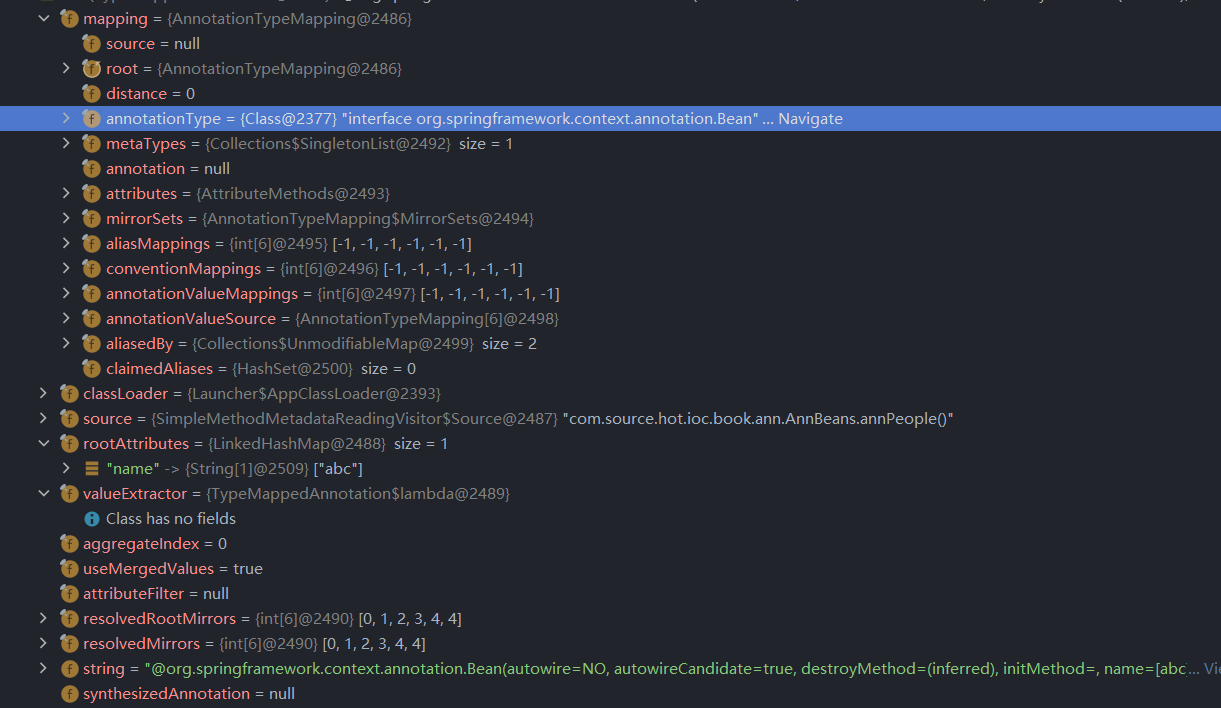 mapping = {AnnotationTypeMapping@2486}
source = null
root = {AnnotationTypeMapping@2486}
distance = 0
annotationType = {Class@2377} "interface org.springframework.context.annotation.Bean" ... Navigate
metaTypes = {Collections$SingletonList@2492} size = 1
annotation = null
attributes = {AttributeMethods@2493}
mirrorSets = {AnnotationTypeMapping$MirrorSets@2494}
aliasMappings = {int[6]@2495} [-1, -1, -1, -1, -1, -1]
conventionMappings = {int[6]@2496} [-1, -1, -1, -1, -1, -1]
annotationValueMappings = {int[6]@2497} [-1, -1, -1, -1, -1, -1]
annotationValueSource = {AnnotationTypeMapping[6]@2498}
aliasedBy = {Collections$UnmodifiableMap@2499} size = 2
claimedAliases = {HashSet@2500} size = 0
classLoader = {Launcher$AppClassLoader@2393}
source = {SimpleMethodMetadataReadingVisitor$Source@2487} "com.source.hot.ioc.book.ann.AnnBeans.annPeople()"
rootAttributes = {LinkedHashMap@2488} size = 1
"name" -> {String[1]@2509} ["abc"]
valueExtractor = {TypeMappedAnnotation$lambda@2489}
Class has no fields
aggregateIndex = 0
useMergedValues = true
attributeFilter = null
resolvedRootMirrors = {int[6]@2490} [0, 1, 2, 3, 4, 4]
resolvedMirrors = {int[6]@2490} [0, 1, 2, 3, 4, 4]
string = "@org.springframework.context.annotation.Bean(autowire=NO, autowireCandidate=true, destroyMethod=(inferred), initMethod=, name=[abc... Vi
synthesizedAnnotation = null